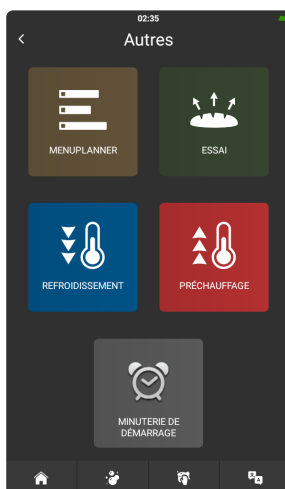 02:35
Autres
MENUPLANNER
ESSAI
REFROIDISSEMENT
PRÉCHAUFFAGE
MINUTERIE DE
DÉMARRAGE